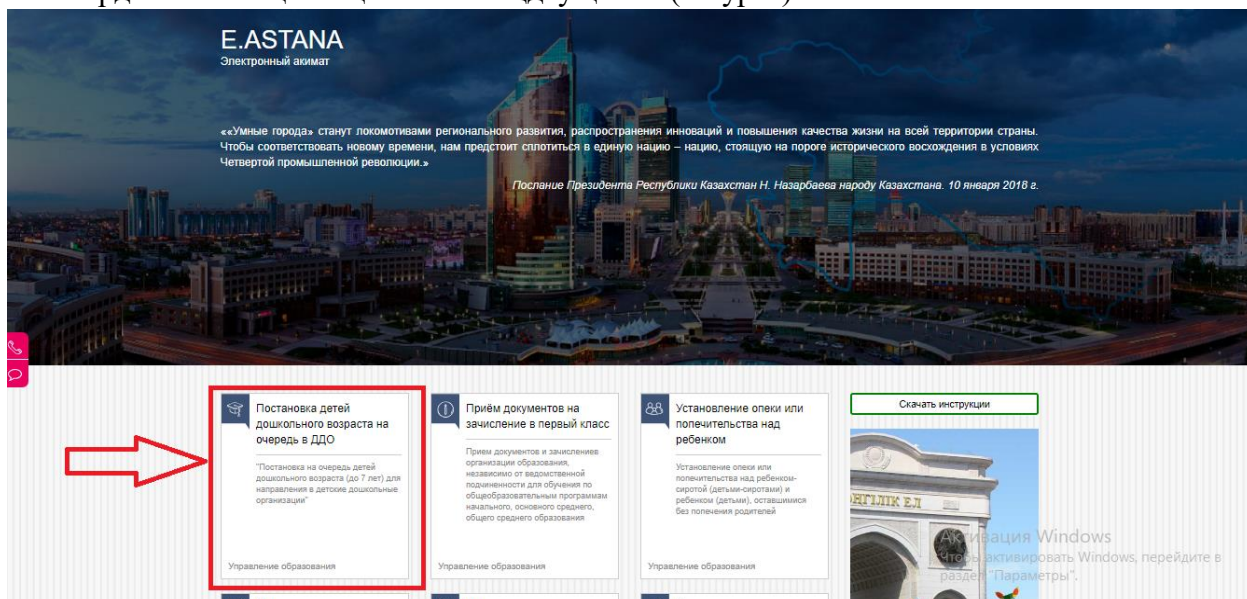 E.ASTANA
Электронный акимат
««Умные города» станут локомотивами регионального развития, распространения инноваций и повышения качества жизни на всей территории страны.
Чтобы соответствовать новому времени, нам предстоит сплотиться в единую нацию – нацию, стоящую на пороге исторического восхождения в условиях
Четвертой промышленной революции.»
Послание Президента Республики Казахстан Н. Назарбаева народу Казахстана. 10 января 2018 г.
Постановка детей
дошкольного возраста на
очередь в ДДО
"Постановка на очередь детей
дошкольного возраста (до 7 лет) для
направления в детские дошкольные
организации"
Управление образования
Приём документов на
зачисление в первый класс
Прием документов и зачислениев
организации образования,
независимо от ведомственной
подчиненности для обучения по
общеобразовательным программам
начального, основного среднего,
общего среднего образования
Управление образования
Установление опеки или
попечительства над
ребенком
Установление опеки или
попечительства над ребенком-
сиротой (детьми-сиротами) и
ребенком (детьми), оставшимися
без попечения родителей
Управление образования
Скачать инструкции
ӘҢГІЛІК ЕЛ
Активация Windows
Чтобы активировать Windows, перейдите в
раздел "Параметры".